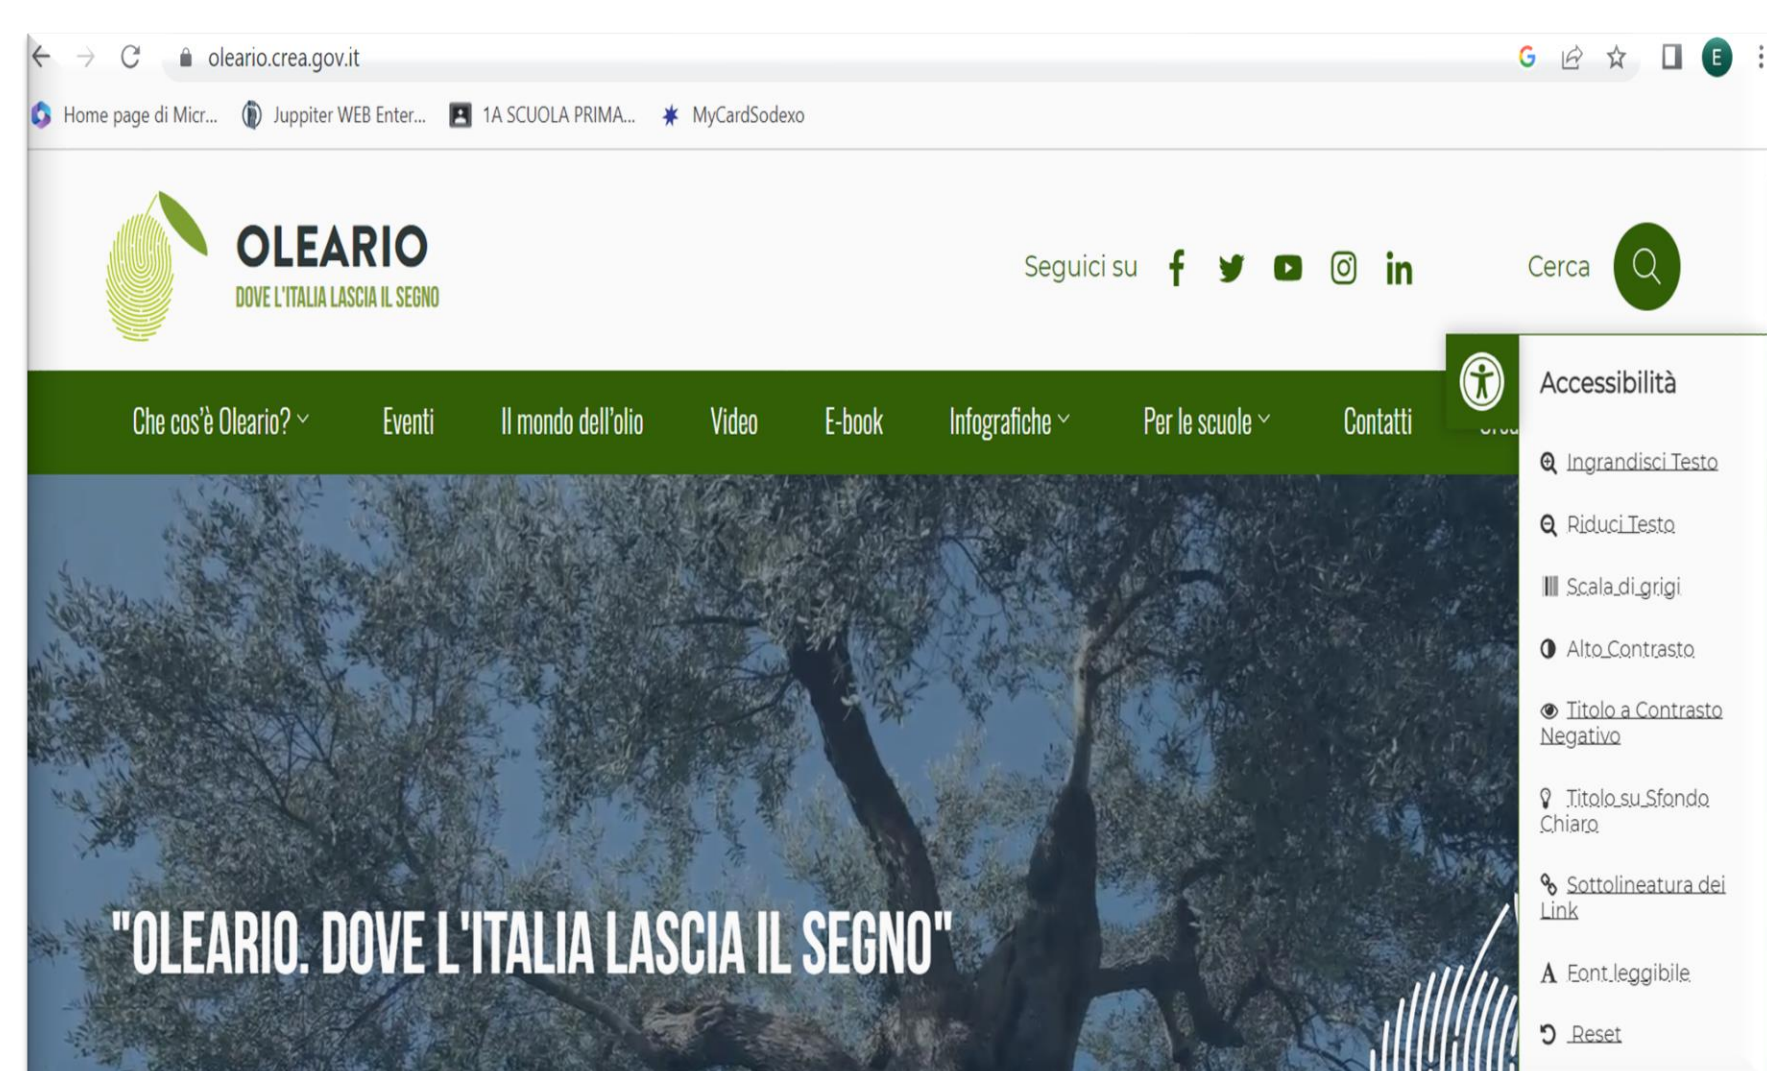 oleario.crea.gov.it
E
Home page di Micr... Juppiter WEB Enter... 1A SCUOLA PRIMA... MyCardSodexo
OLEARIO
DOVE L'ITALIA LASCIA IL SEGNO
Seguici su
Cerca
Che cos'è Oleario? Eventi Il mondo dell'olio Video E-book Infografiche Per le scuole Contatti
Accessibilità
Ingrandisci Testo
Riduci Testo
Scala di grigi
Alto Contrasto
Titolo a Contrasto
Negativo
Titolo su Sfondo
Chiaro
Sottolineatura dei
Link
Font leggibile
Reset
"OLEARIO. DOVE L'ITALIA LASCIA IL SEGNO"